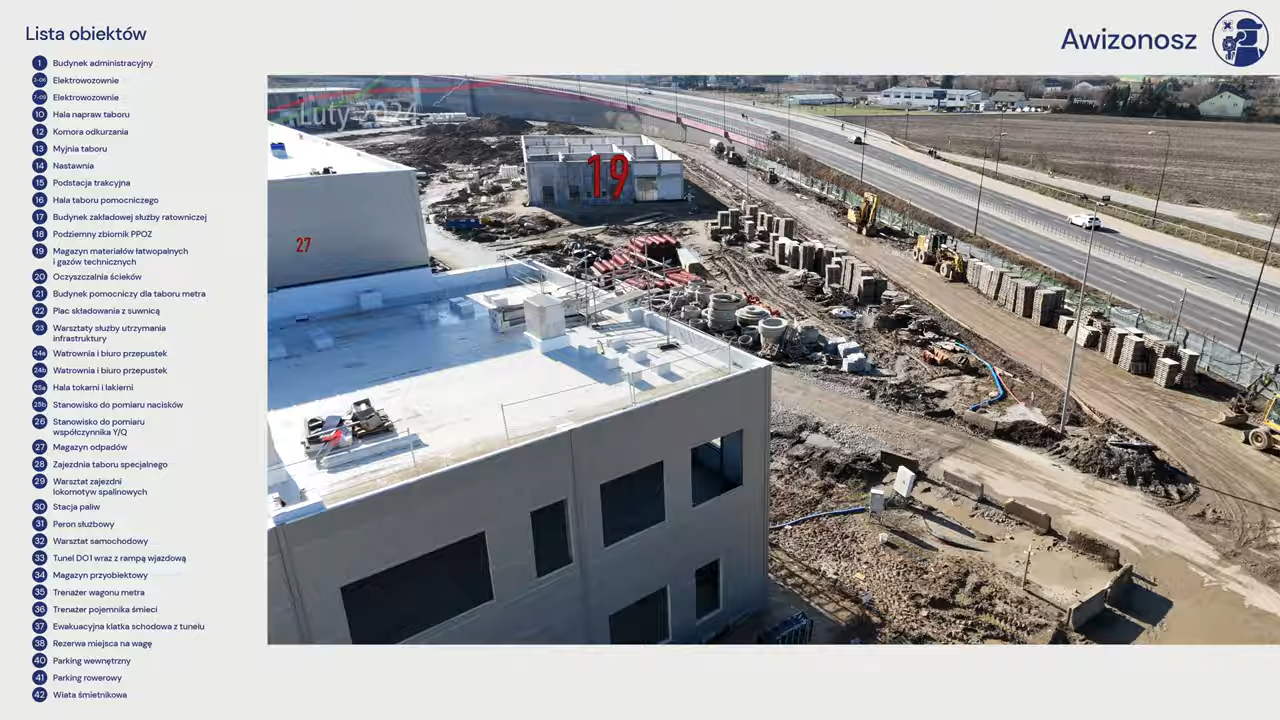 Lista obiektów
1 Budynek administracyjny
2-06 Elektrowozownie
7-09 Elektrowozownie
10 Hala napraw taboru
12 Komora odkurzania
13 Myjnia taboru
14 Nastawnia
15 Podstacja trakcyjna
16 Hala taboru pomocniczego
17 Budynek zakładowej służby ratowniczej
18 Podziemny zbiornik PPOZ
19 Magazyn materiałów łatwopalnych
i gazów technicznych
20 Oczyszczalnia ścieków
21 Budynek pomocniczy dla taboru metra
22 Plac składowania z suwnicą
23 Warsztaty służby utrzymania
infrastruktury
24a Watrownia i biuro przepustek
24b Watrownia i biuro przepustek
25a Hala tokarni i lakierni
25b Stanowisko do pomiaru nacisków
26 Stanowisko do pomiaru
współczynnika Y/Q
27 Magazyn odpadów
28 Zajezdnia taboru specjalnego
29 Warsztat zajezdni
lokomotyw spalinowych
30 Stacja paliw
31 Peron służbowy
32 Warsztat samochodowy
33 Tunel DO1 wraz z rampą wjazdową
34 Magazyn przyobiektowy
35 Trenażer wagonu metra
36 Trenażer pojemnika śmieci
37 Ewakuacyjna klatka schodowa z tunelu
38 Rezerwa miejsca na wagę
40 Parking wewnętrzny
41 Parking rowerowy
42 Wiata śmietnikowa
Awizonosz
Luty 2024
19
27